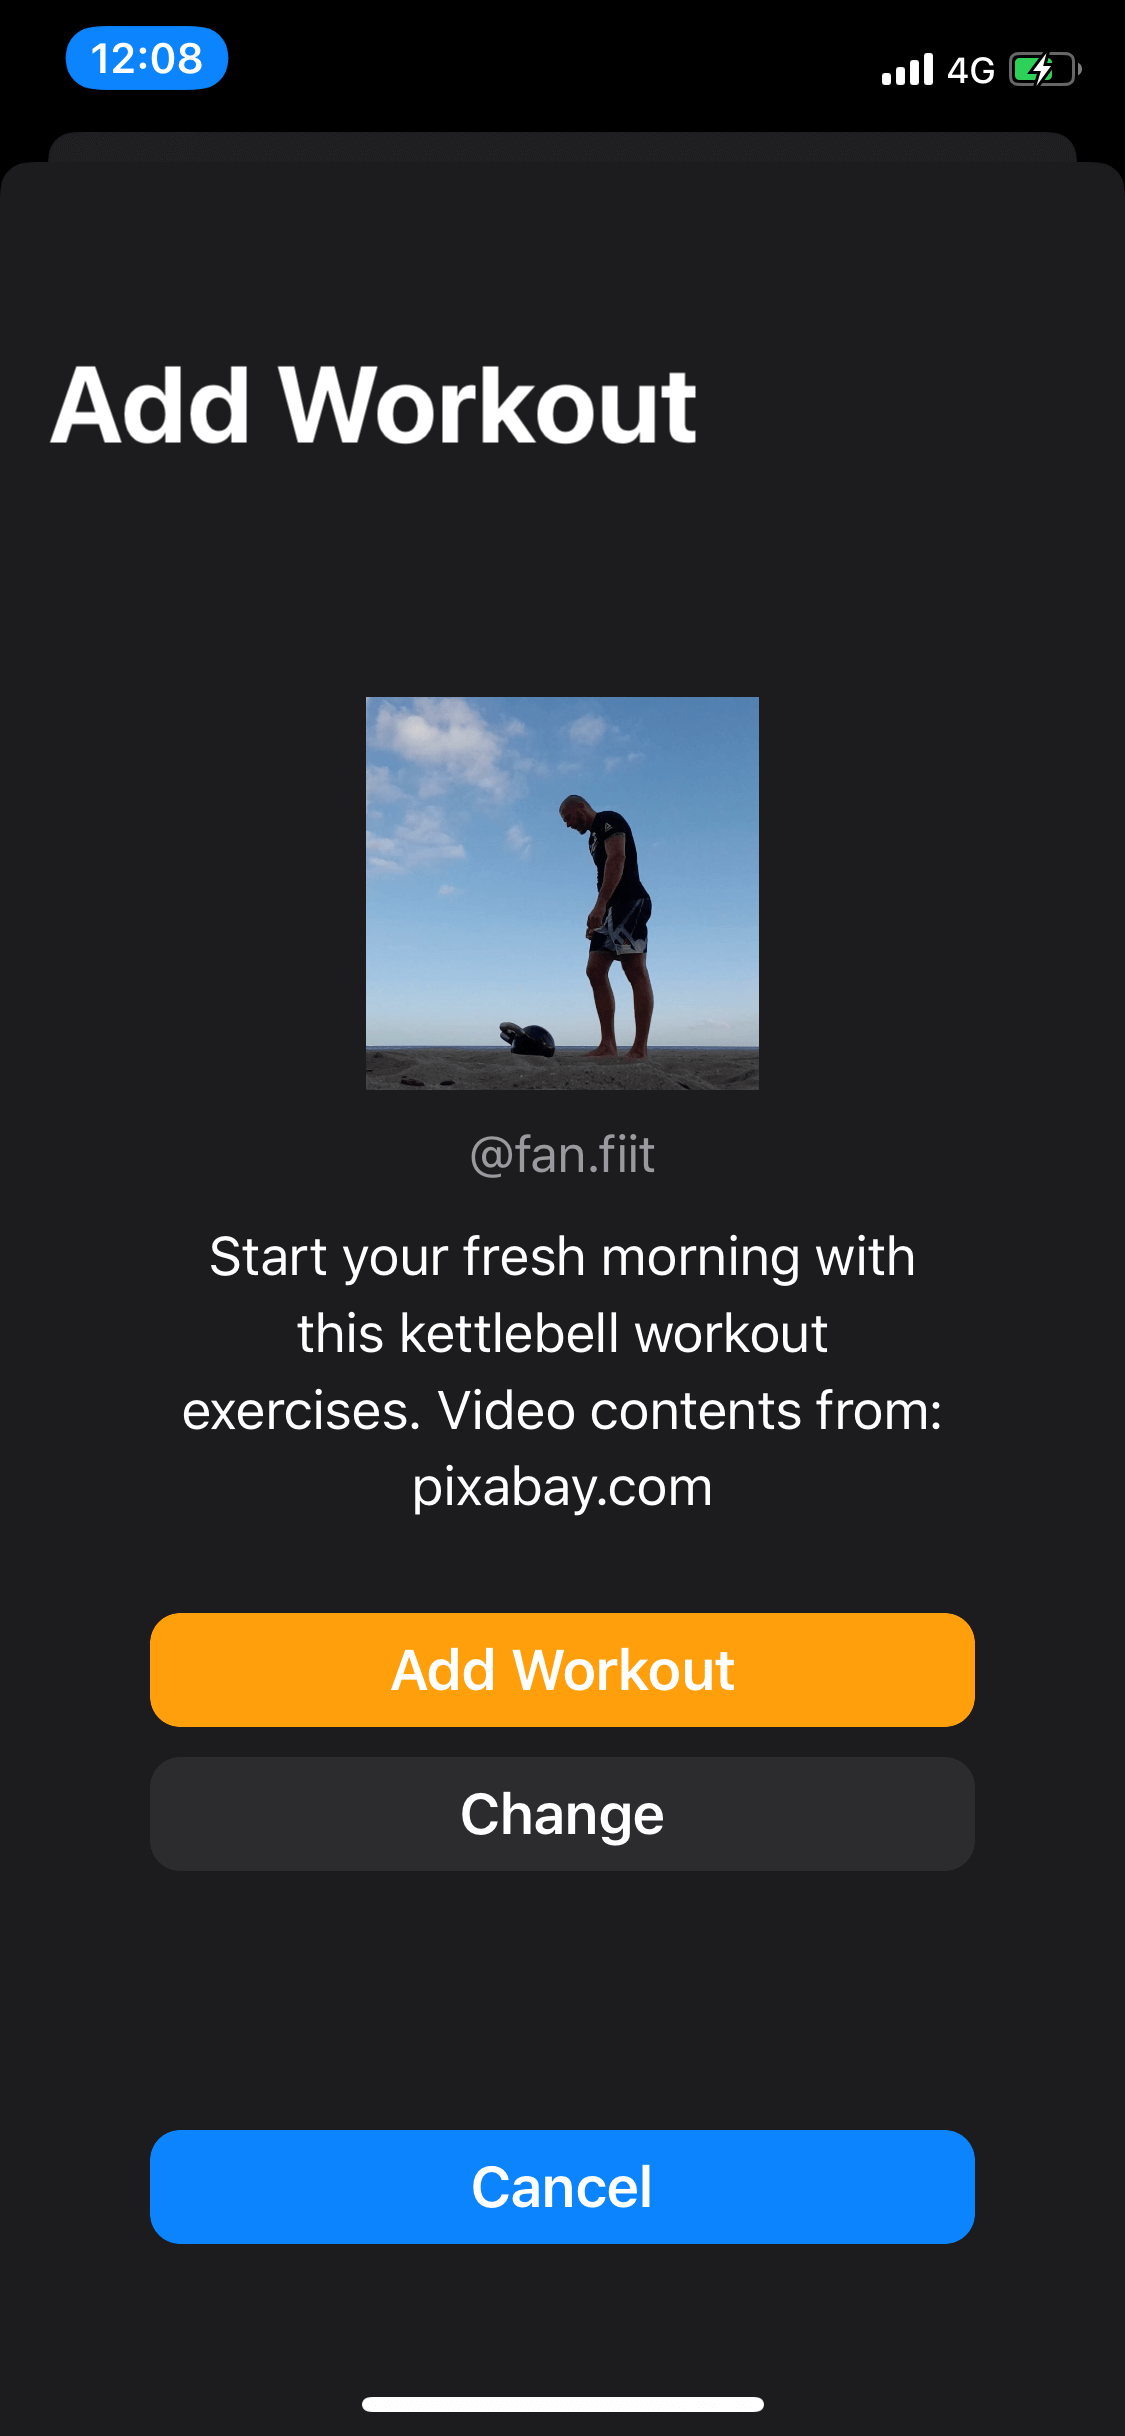 12:08
4G
Add Workout
@fan.fiit
Start your fresh morning with
this kettlebell workout
exercises. Video contents from:
pixabay.com
Add Workout
Change
Cancel